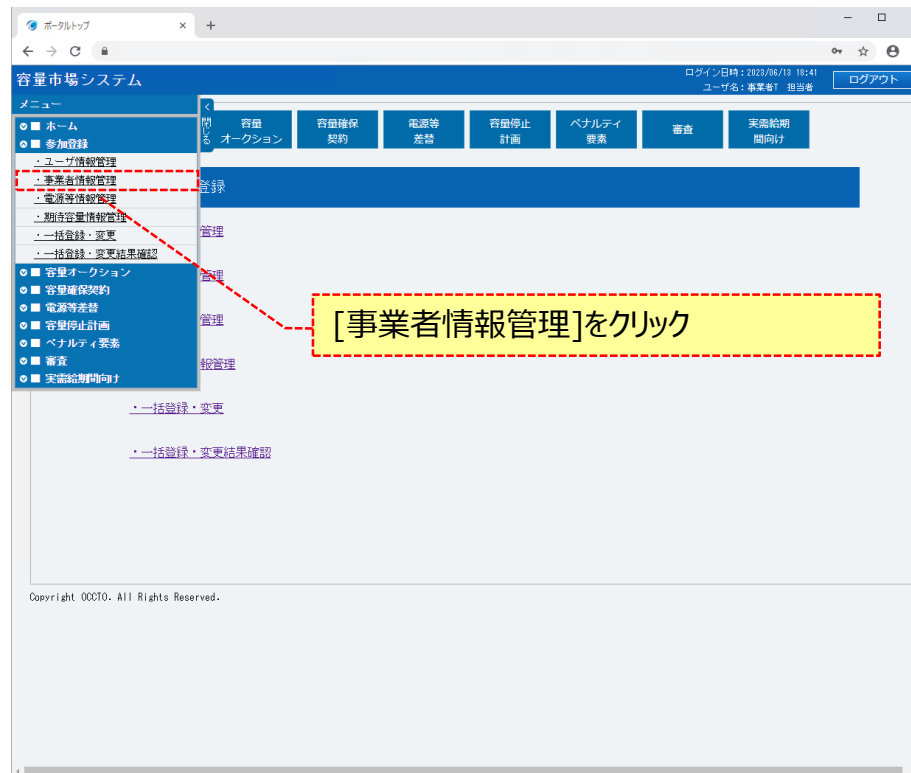 ポータルトップ
容量市場システム
ログイン日時：2023/06/13 18:41
ユーザ名：事業者T 担当者
ログアウト
メニュー
閉じる
ホーム
参加登録
・ユーザ情報管理
・事業者情報管理
・電源等情報管理
・期待容量情報管理
・一括登録・変更
・一括登録・変更結果確認
容量オークション
容量確保契約
電源等差替
容量停止計画
ペナルティ要素
審査
実需給期間向け
容量
オークション
容量確保
契約
電源等
差替
容量停止
計画
ペナルティ
要素
審査
実需給期
間向け
登録
管理
管理
管理
報管理
・一括登録・変更
・一括登録・変更結果確認
[事業者情報管理]をクリック
Copyright OCCTO. All Rights Reserved.